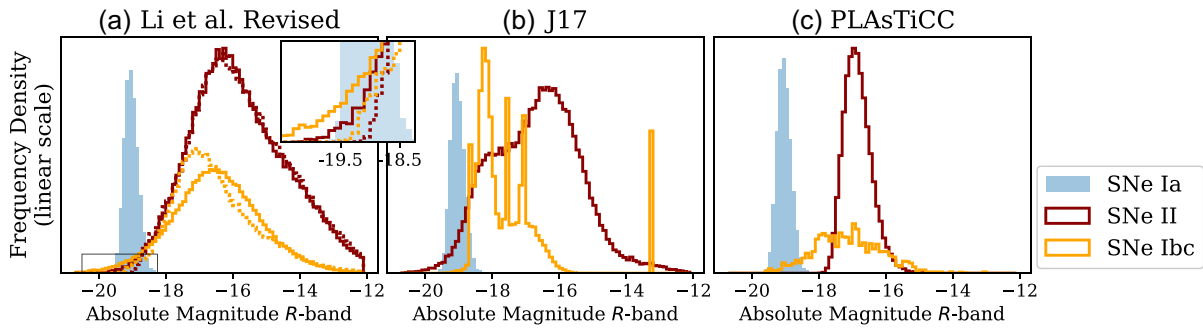 (a) Li et al. Revised
(b) J17
(c) PLAsTiCC
Frequency Density
(linear scale)
-19.5 -18.5
−20 −18 −16 −14 −12
−20 −18 −16 −14 −12
−20 −18 −16 −14 −12
Absolute Magnitude R-band
Absolute Magnitude R-band
Absolute Magnitude R-band
SNe Ia
SNe II
SNe Ibc